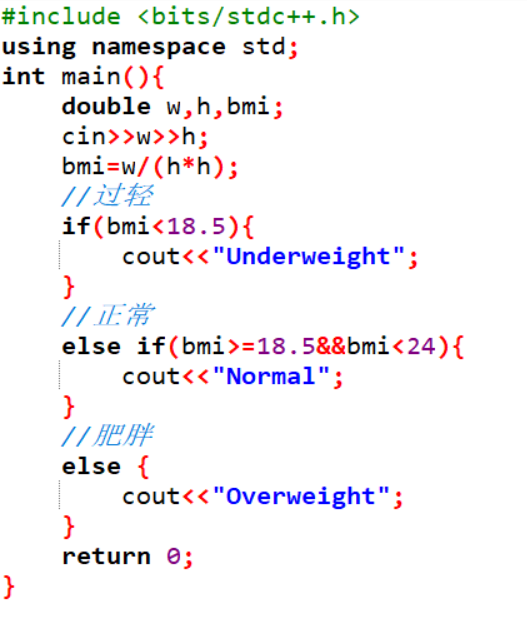 #include <bits/stdc++.h>
using namespace std;
int main(){
    double w,h,bmi;
    cin>>w>>h;
    bmi=w/(h*h);
    //过轻
    if(bmi<18.5){
        cout<<"Underweight";
    }
    //正常
    else if(bmi>=18.5&&bmi<24){
        cout<<"Normal";
    }
    //肥胖
    else {
        cout<<"Overweight";
    }
    return 0;
}